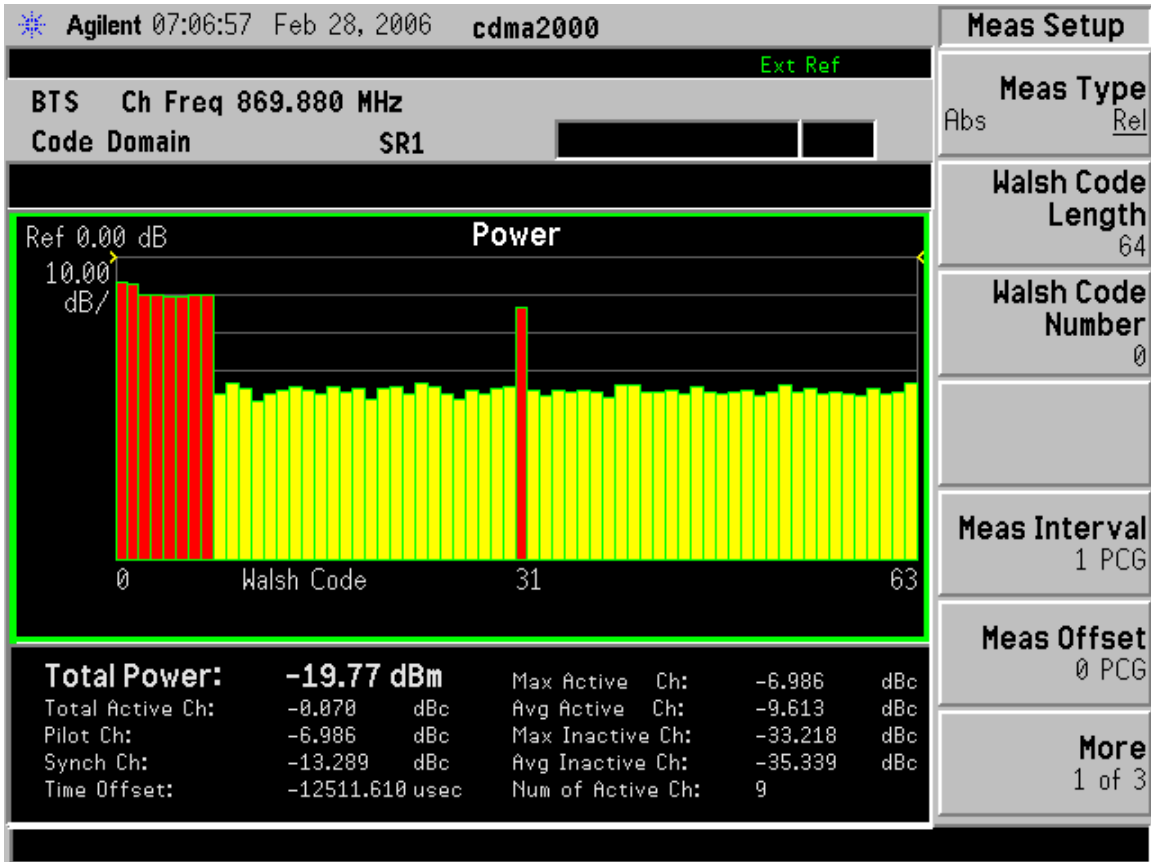 Agilent 07:06:57 Feb 28, 2006 cdma2000
Ext Ref
BTS Ch Freq 869.880 MHz
Code Domain SR1
Ref 0.00 dB
Power
10.00
dB/
0 Walsh Code 31 63
Total Power: -19.77 dBm
Total Active Ch: -0.070 dBc
Pilot Ch: -6.986 dBc
Synch Ch: -13.289 dBc
Time Offset: -12511.610 usec
Max Active Ch: -6.986 dBc
Avg Active Ch: -9.613 dBc
Max Inactive Ch: -33.218 dBc
Avg Inactive Ch: -35.339 dBc
Num of Active Ch: 9
Meas Setup
Meas Type
Abs Rel
Walsh Code
Length
64
Walsh Code
Number
0
Meas Interval
1 PCG
Meas Offset
0 PCG
More
1 of 3